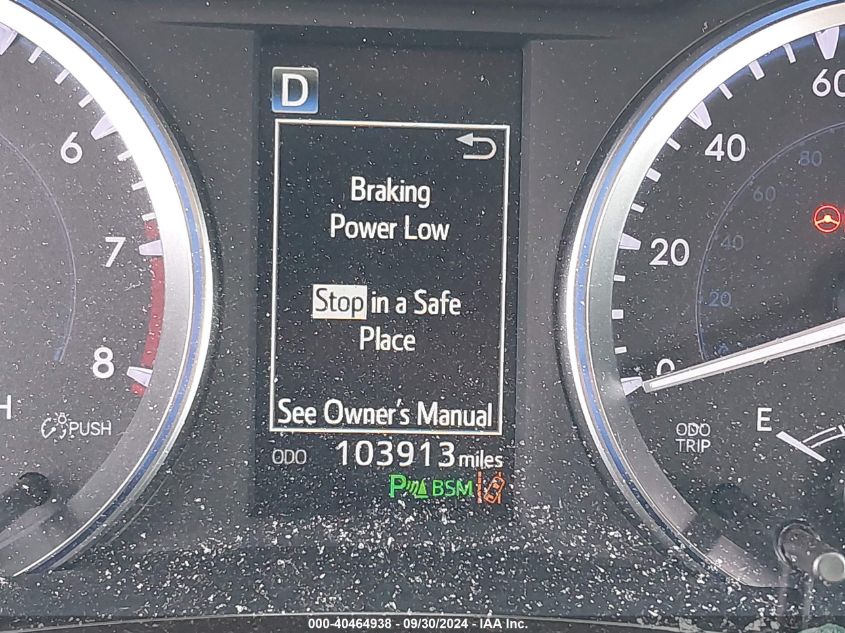 D
Braking
Power Low
Stop in a Safe
Place
See Owner's Manual
ODO 103913 miles
P BSM
6
7
8
H
PUSH
0
20
40
60
20
40
60
80
ODO
TRIP
E
000-40464938 - 09/30/2024 - IAA Inc.